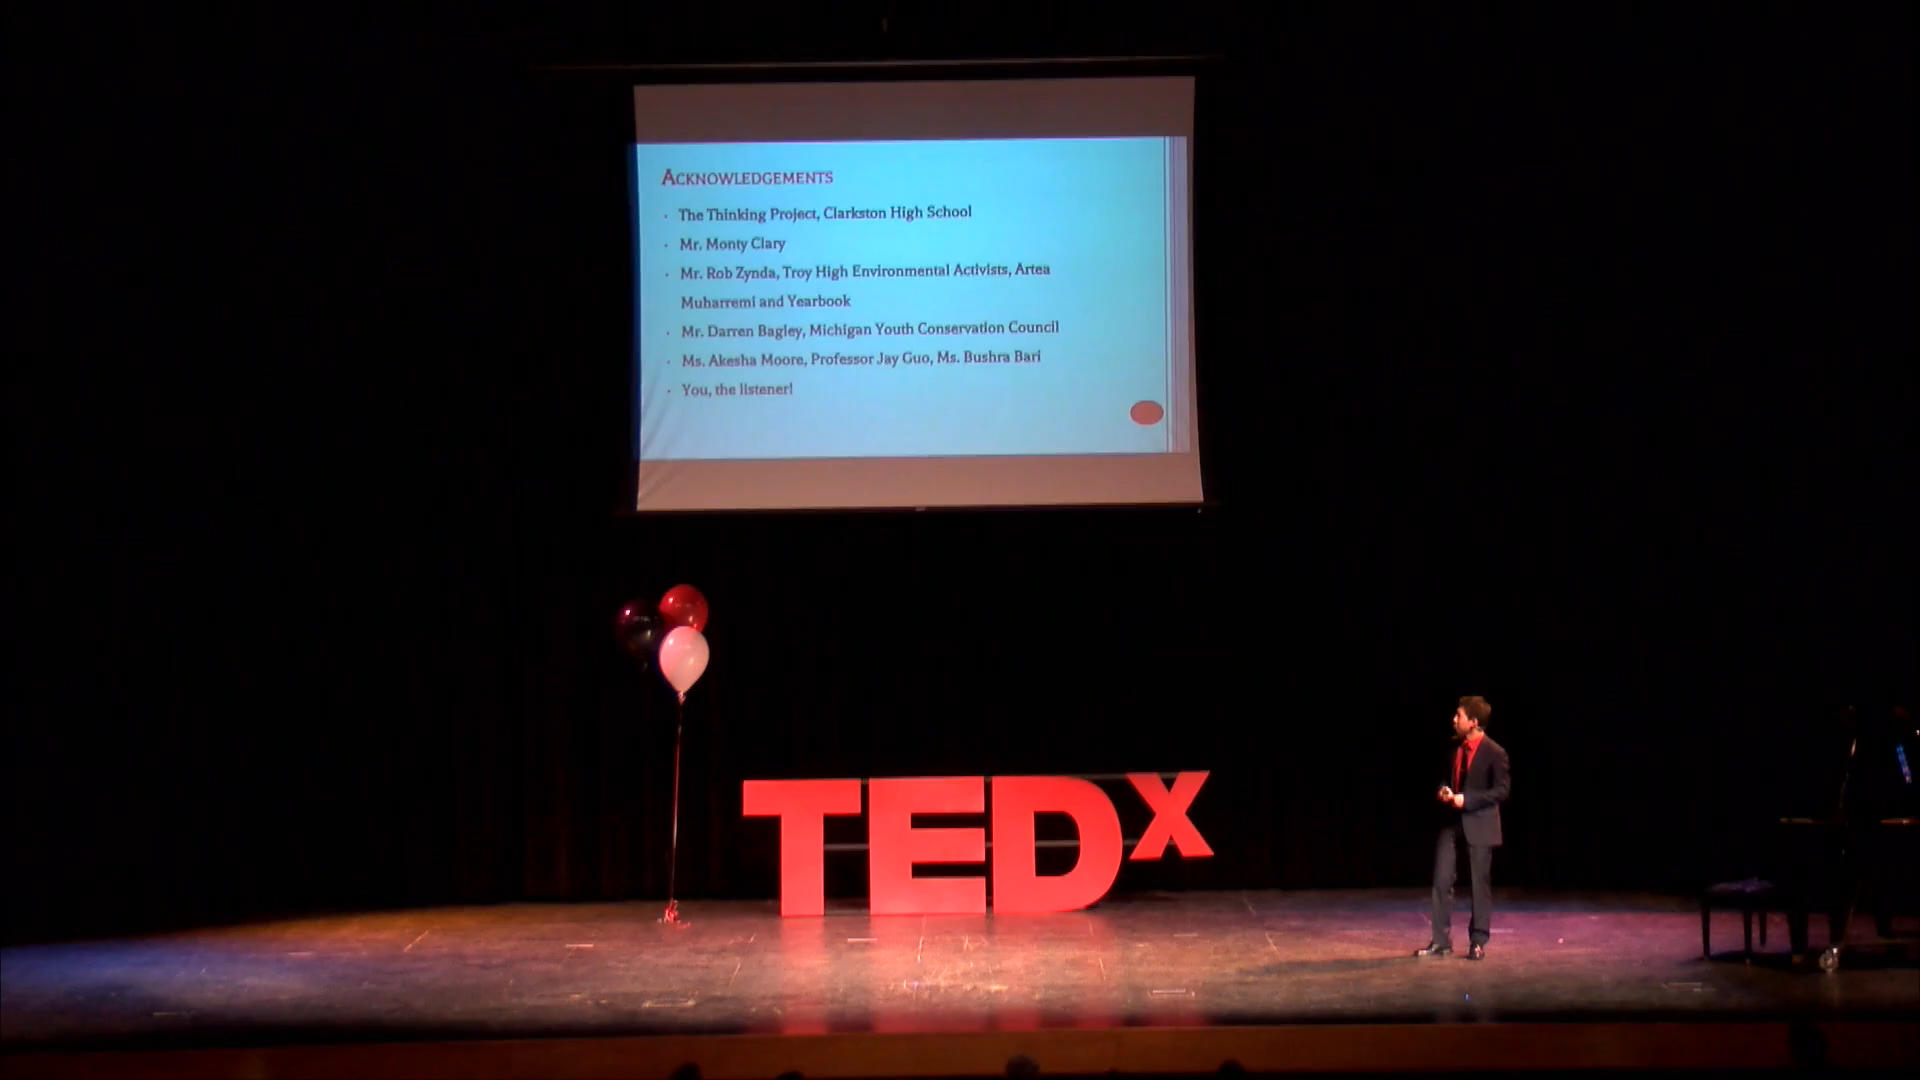 ACKNOWLEDGEMENTS
· The Thinking Project, Clarkston High School
· Mr. Monty Clary
· Mr. Rob Zynda, Troy High Environmental Activists, Artea
Muharremi and Yearbook
· Mr. Darren Bagley, Michigan Youth Conservation Council
· Ms. Akesha Moore, Professor Jay Guo, Ms. Bushra Bari
· You, the listener!
TEDx